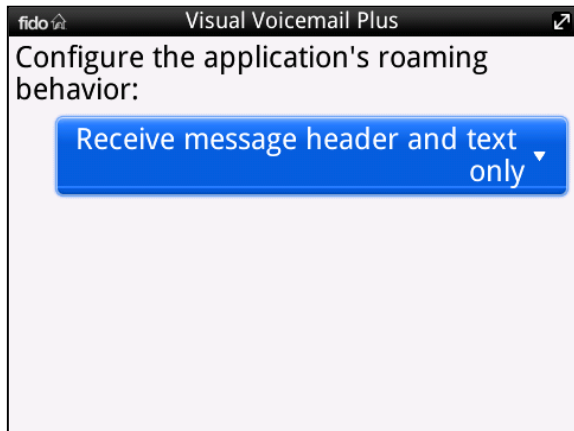 fido Visual Voicemail Plus
Configure the application's roaming
behavior:
Receive message header and text
only